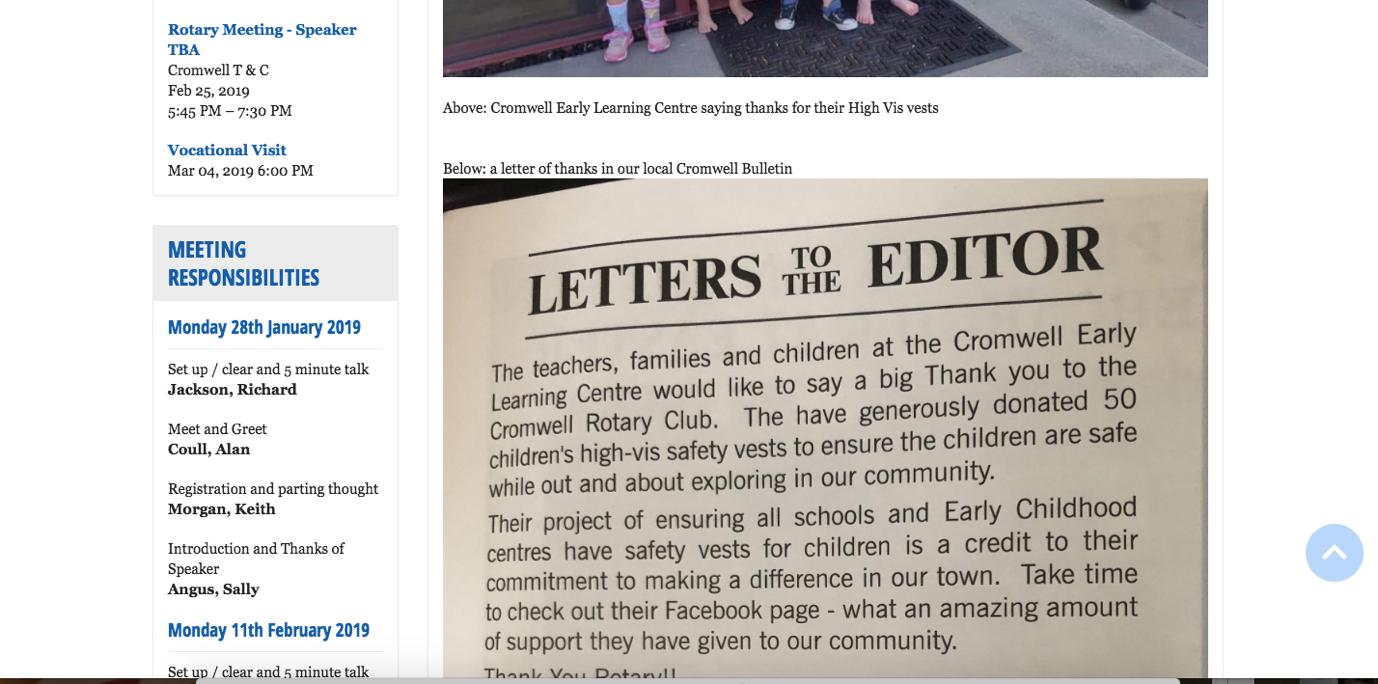 Rotary Meeting - Speaker
TBA
Cromwell T & C
Feb 25, 2019
5:45 PM – 7:30 PM
Vocational Visit
Mar 04, 2019 6:00 PM
MEETING
RESPONSIBILITIES
Monday 28th January 2019
Set up / clear and 5 minute talk
Jackson, Richard
Meet and Greet
Coull, Alan
Registration and parting thought
Morgan, Keith
Introduction and Thanks of
Speaker
Angus, Sally
Monday 11th February 2019
Set up / clear and 5 minute talk
Above: Cromwell Early Learning Centre saying thanks for their High Vis vests
Below: a letter of thanks in our local Cromwell Bulletin
LETTERS TO THE EDITOR
The teachers, families and children at the Cromwell Early
Learning Centre would like to say a big Thank you to the
Cromwell Rotary Club. The have generously donated 50
children's high-vis safety vests to ensure the children are safe
while out and about exploring in our community.
Their project of ensuring all schools and Early Childhood
centres have safety vests for children is a credit to their
commitment to making a difference in our town. Take time
to check out their Facebook page - what an amazing amount
of support they have given to our community.
Thank You Rotary!!